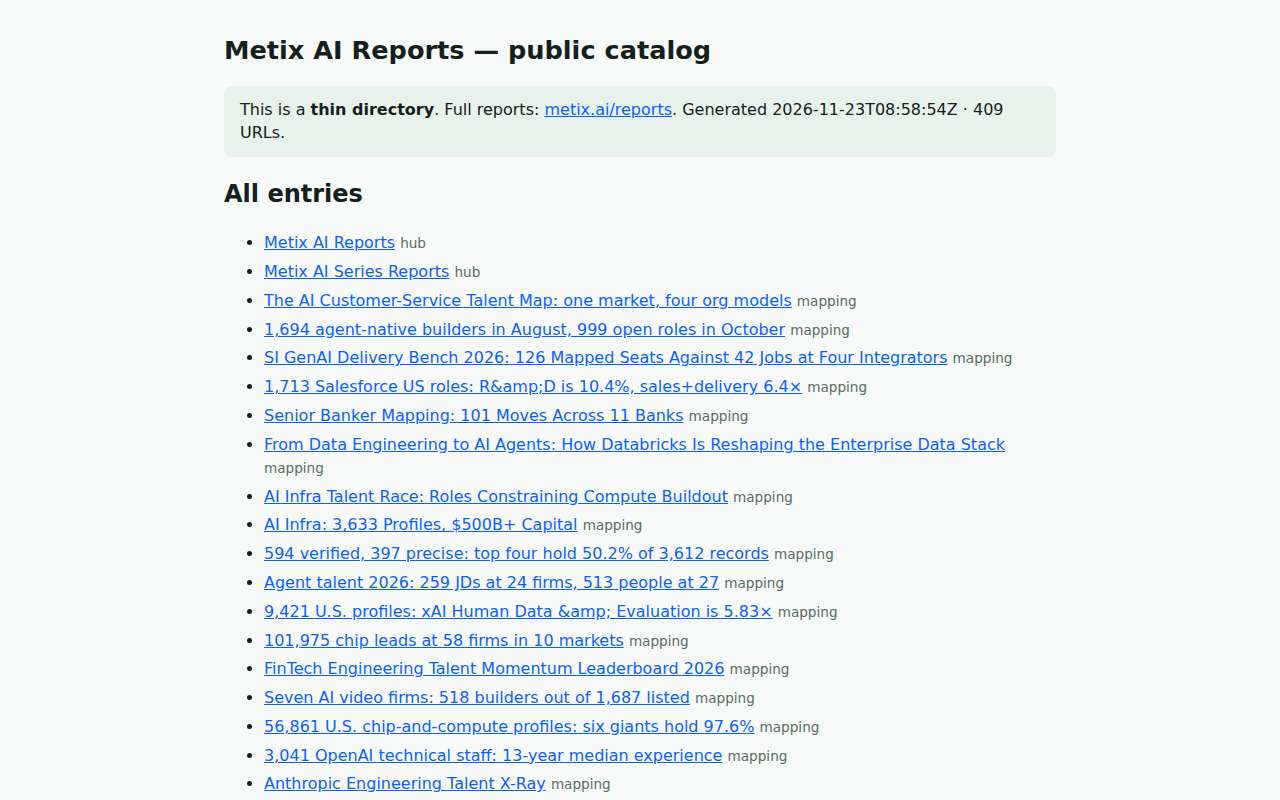 Metix AI Reports — public catalog
This is a thin directory. Full reports: metix.ai/reports. Generated 2026-11-23T08:58:54Z · 409
URLs.
All entries
• Metix AI Reports hub
• Metix AI Series Reports hub
• The AI Customer-Service Talent Map: one market, four org models mapping
• 1,694 agent-native builders in August, 999 open roles in October mapping
• SI GenAI Delivery Bench 2026: 126 Mapped Seats Against 42 Jobs at Four Integrators mapping
• 1,713 Salesforce US roles: R&amp;D is 10.4%, sales+delivery 6.4× mapping
• Senior Banker Mapping: 101 Moves Across 11 Banks mapping
• From Data Engineering to AI Agents: How Databricks Is Reshaping the Enterprise Data Stack
mapping
• AI Infra Talent Race: Roles Constraining Compute Buildout mapping
• AI Infra: 3,633 Profiles, $500B+ Capital mapping
• 594 verified, 397 precise: top four hold 50.2% of 3,612 records mapping
• Agent talent 2026: 259 JDs at 24 firms, 513 people at 27 mapping
• 9,421 U.S. profiles: xAI Human Data &amp; Evaluation is 5.83× mapping
• 101,975 chip leads at 58 firms in 10 markets mapping
• FinTech Engineering Talent Momentum Leaderboard 2026 mapping
• Seven AI video firms: 518 builders out of 1,687 listed mapping
• 56,861 U.S. chip-and-compute profiles: six giants hold 97.6% mapping
• 3,041 OpenAI technical staff: 13-year median experience mapping
• Anthropic Engineering Talent X-Ray mapping